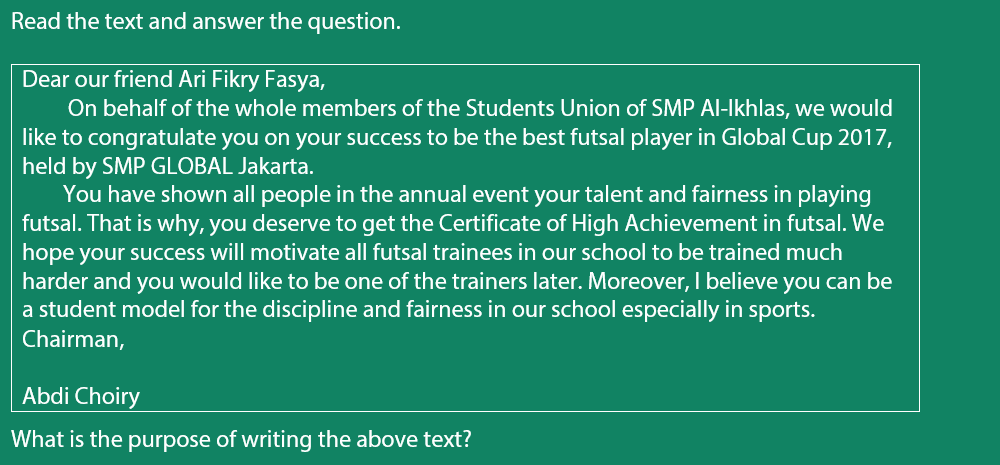 Read the text and answer the question.
Dear our friend Ari Fikry Fasya,
On behalf of the whole members of the Students Union of SMP Al-Ikhlas, we would
like to congratulate you on your success to be the best futsal player in Global Cup 2017,
held by SMP GLOBAL Jakarta.
You have shown all people in the annual event your talent and fairness in playing
futsal. That is why, you deserve to get the Certificate of High Achievement in futsal. We
hope your success will motivate all futsal trainees in our school to be trained much
harder and you would like to be one of the trainers later. Moreover, I believe you can be
a student model for the discipline and fairness in our school especially in sports.
Chairman,
Abdi Choiry
What is the purpose of writing the above text?